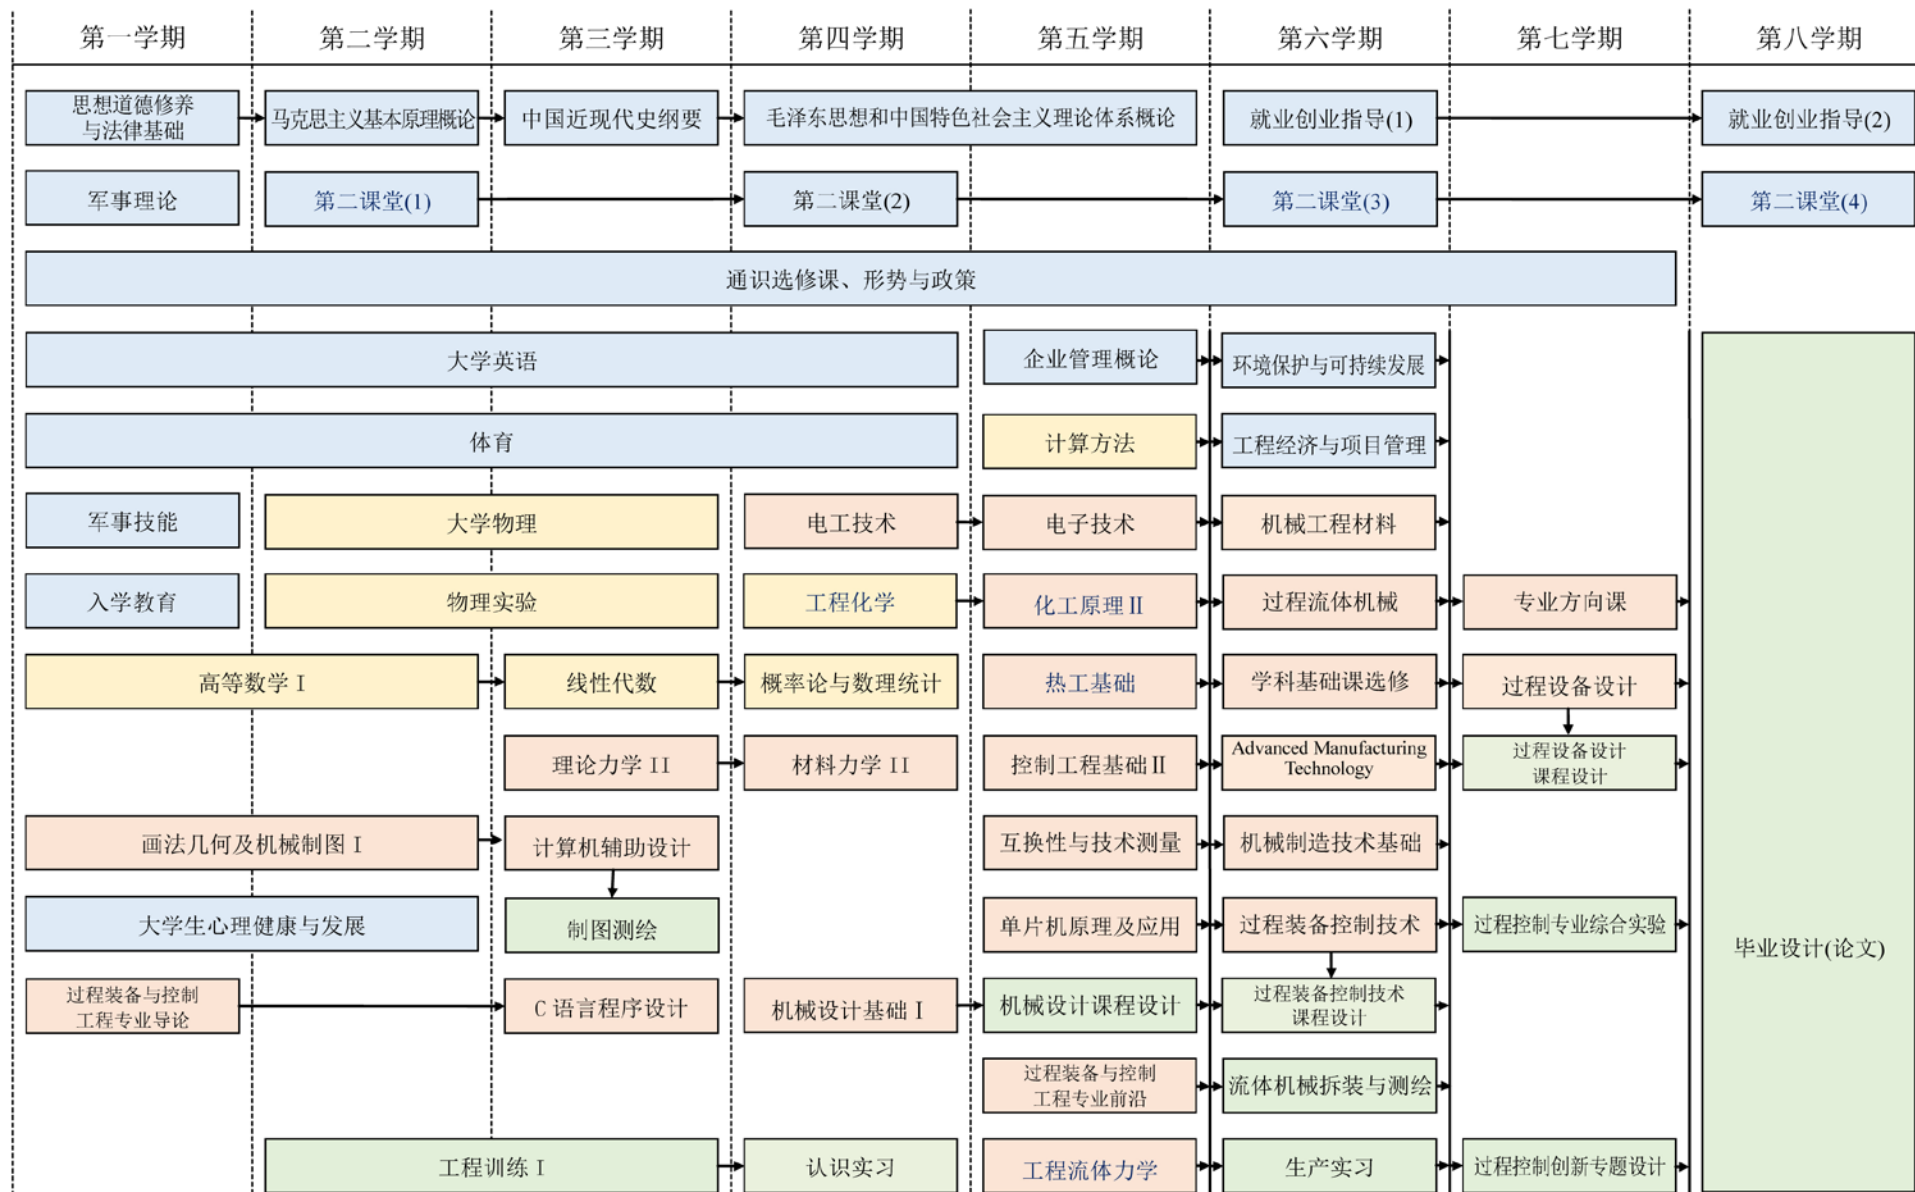 第一学期
第二学期
第三学期
第四学期
第五学期
第六学期
第七学期
第八学期
思想道德修养
与法律基础
马克思主义基本原理概论
中国近现代史纲要
毛泽东思想和中国特色社会主义理论体系概论
就业创业指导(1)
就业创业指导(2)
军事理论
第二课堂(1)
第二课堂(2)
第二课堂(3)
第二课堂(4)
通识选修课、形势与政策
大学英语
企业管理概论
环境保护与可持续发展
体育
计算方法
工程经济与项目管理
军事技能
大学物理
电工技术
电子技术
机械工程材料
入学教育
物理实验
工程化学
化工原理Ⅱ
过程流体机械
专业方向课
高等数学Ⅰ
线性代数
概率论与数理统计
热工基础
学科基础课选修
过程设备设计
理论力学II
材料力学II
控制工程基础Ⅱ
Advanced Manufacturing
Technology
过程设备设计
课程设计
画法几何及机械制图Ⅰ
计算机辅助设计
互换性与技术测量
机械制造技术基础
大学生心理健康与发展
制图测绘
单片机原理及应用
过程装备控制技术
过程控制专业综合实验
毕业设计(论文)
过程装备与控制
工程专业导论
C语言程序设计
机械设计基础Ⅰ
机械设计课程设计
过程装备控制技术
课程设计
过程装备与控制
工程专业前沿
流体机械拆装与测绘
工程训练Ⅰ
认识实习
工程流体力学
生产实习
过程控制创新专题设计